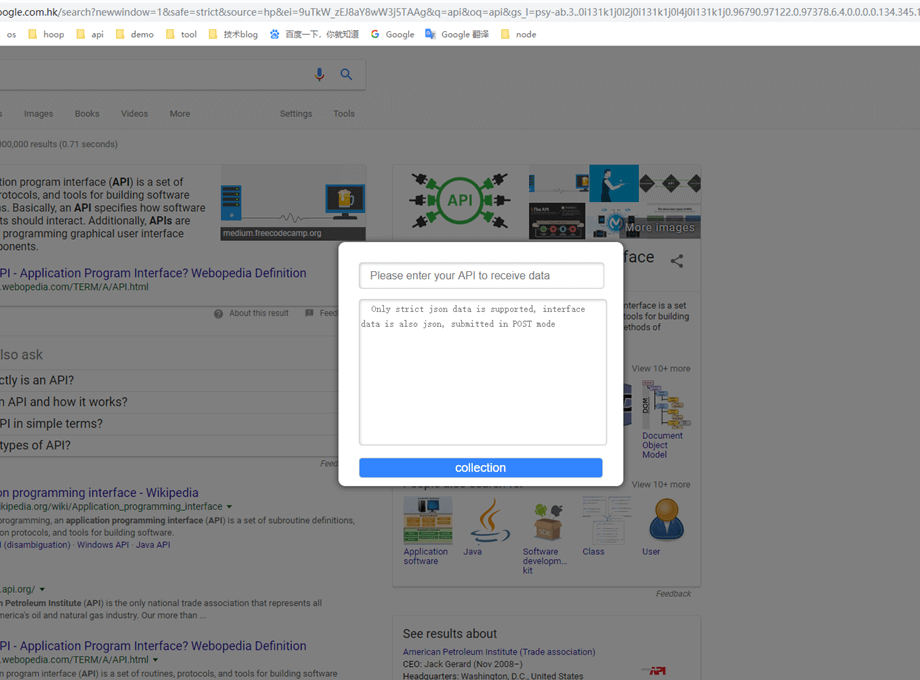 oogle.com.hk/search?newwindow=1&safe=strict&source=hp&ei=9uTkW_zEJ8aY8wW3j5TAAg&q=api&oq=api&gs_l=psy-ab.3..0i131k1j0l2j0i131k1j0l4j0i131k1j0.96790.97122.0.97378.6.4.0.0.0.0.134.345.1
os hoop api demo tool 技术blog 百度一下，你就知道 Google Google 翻译 node
s Images Books Videos More Settings Tools
00,000 results (0.71 seconds)
tion program interface (API) is a set of
rotocols, and tools for building software
s. Basically, an API specifies how software
ts should interact. Additionally, APIs are
programming graphical user interface
ponents.
medium.freecodecamp.org
PI - Application Program Interface? Webopedia Definition
.webopedia.com/TERM/A/API.html
About this result Feed
API
More images
face
nterface is a set
tools for building
ethods of
Please enter your API to receive data
Only strict json data is supported, interface
data is also json, submitted in POST mode
collection
lso ask
ctly is an API?
n API and how it works?
PI in simple terms?
types of API?
Feed
View 10+ more
DOM
Document
Object
Model
on programming interface - Wikipedia
ikipedia.org/wiki/Application_programming_interface
programming, an application programming interface (API) is a set of subroutine definitions,
on protocols, and tools for building software.
I (disambiguation) · Windows API · Java API
People also search for
View 10+ more
Application
software
Java
Software
developm...
kit
Class
User
Feedback
.api.org/
n Petroleum Institute (API) is the only national trade association that represents all
merica's oil and natural gas industry. Our more than ...
PI - Application Program Interface? Webopedia Definition
.webopedia.com/TERM/A/API.html
on program interface (API) is a set of routines, protocols, and tools for building software
See results about
American Petroleum Institute (Trade association)
CEO: Jack Gerard (Nov 2008–)
Headquarters: Washington, D.C., United States
API